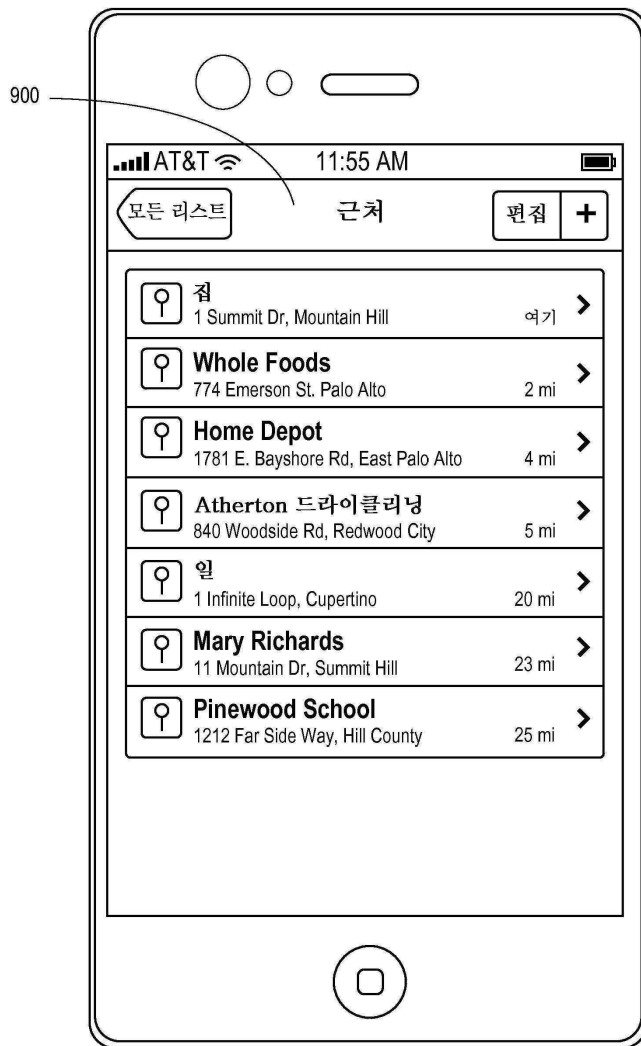 900
AT&T 11:55 AM
모든 리스트 근처 편집 +
집
1 Summit Dr, Mountain Hill 여기
Whole Foods
774 Emerson St. Palo Alto 2 mi
Home Depot
1781 E. Bayshore Rd, East Palo Alto 4 mi
Atherton 드라이클리닝
840 Woodside Rd, Redwood City 5 mi
일
1 Infinite Loop, Cupertino 20 mi
Mary Richards
11 Mountain Dr, Summit Hill 23 mi
Pinewood School
1212 Far Side Way, Hill County 25 mi